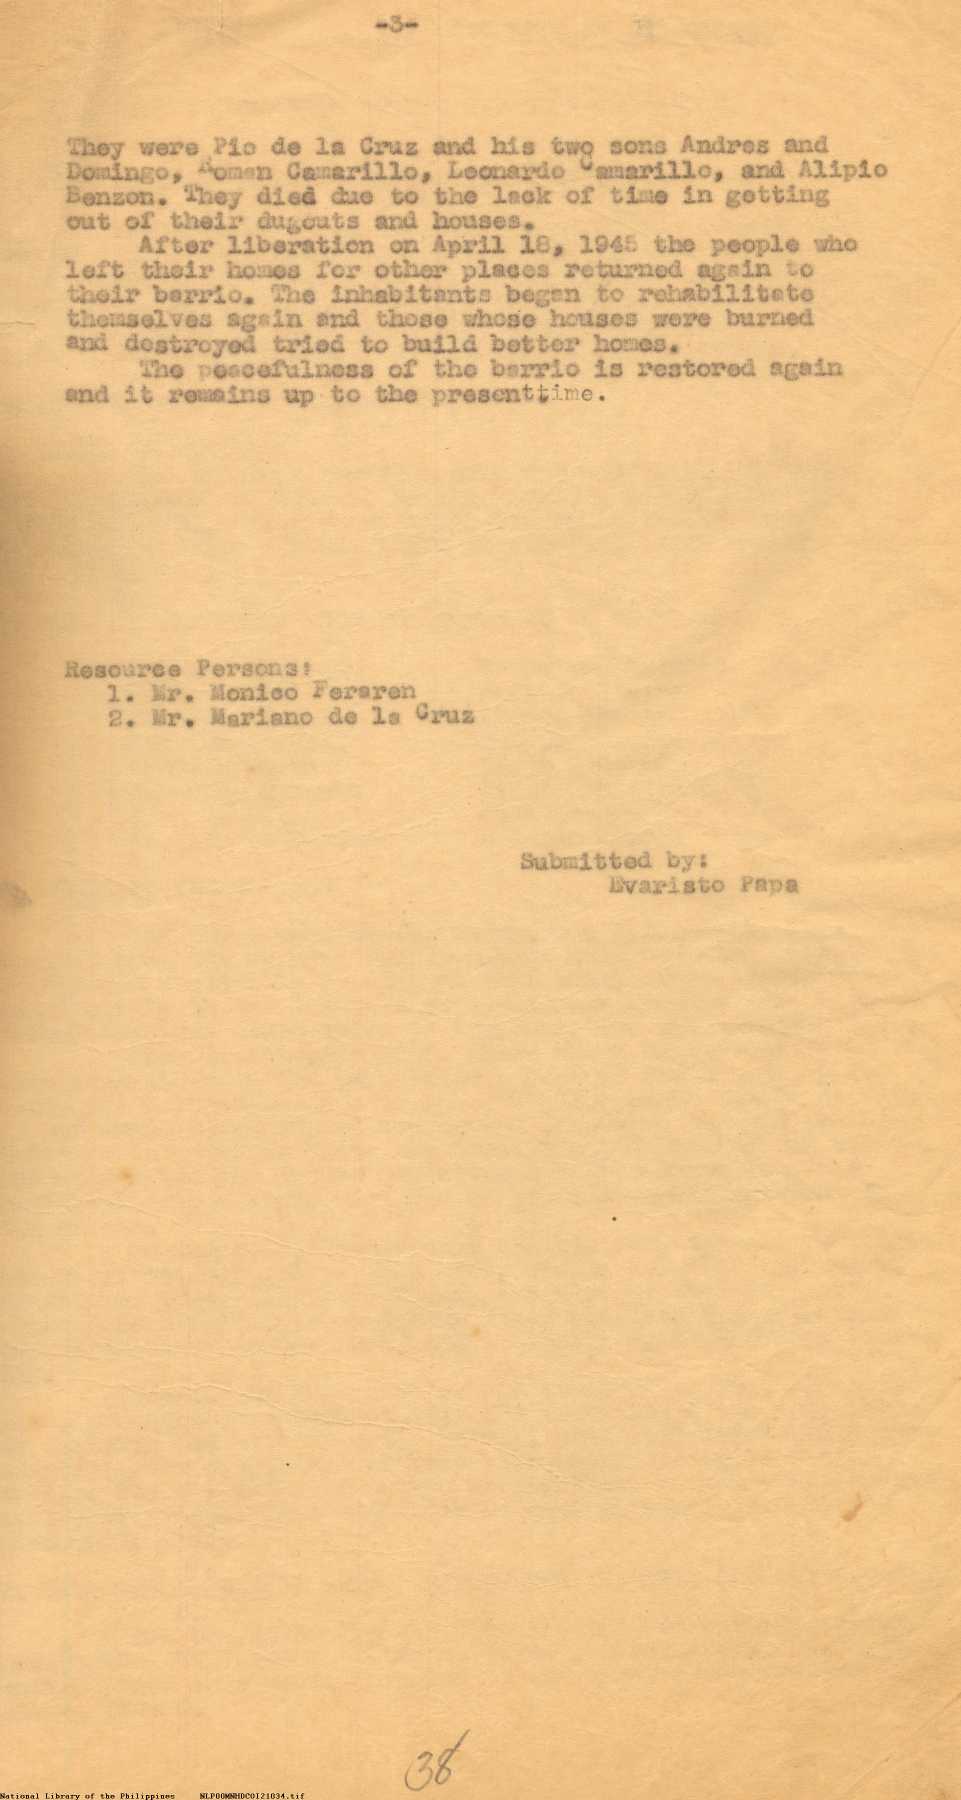 -3-
They were Pio de la Cruz and his two sons Andres and
Domingo, Roman Camarillo, Leonardo Camarillo, and Alipio
Benzon. They died due to the lack of time in getting
out of their dugouts and houses.
After liberation on April 18, 1945 the people who
left their homes for other places returned again to
their barrio. The inhabitants began to rehabilitate
themselves again and those whose houses were burned
and destroyed tried to build better homes.
The peacefulness of the barrio is restored again
and it remains up to the presenttime.
Resource Persons:
1. Mr. Monico Feraren
2. Mr. Mariano de la Cruz
Submitted by:
Evaristo Papa
38
National Library of the Philippines NLPOOMNHDC0I21034.tif